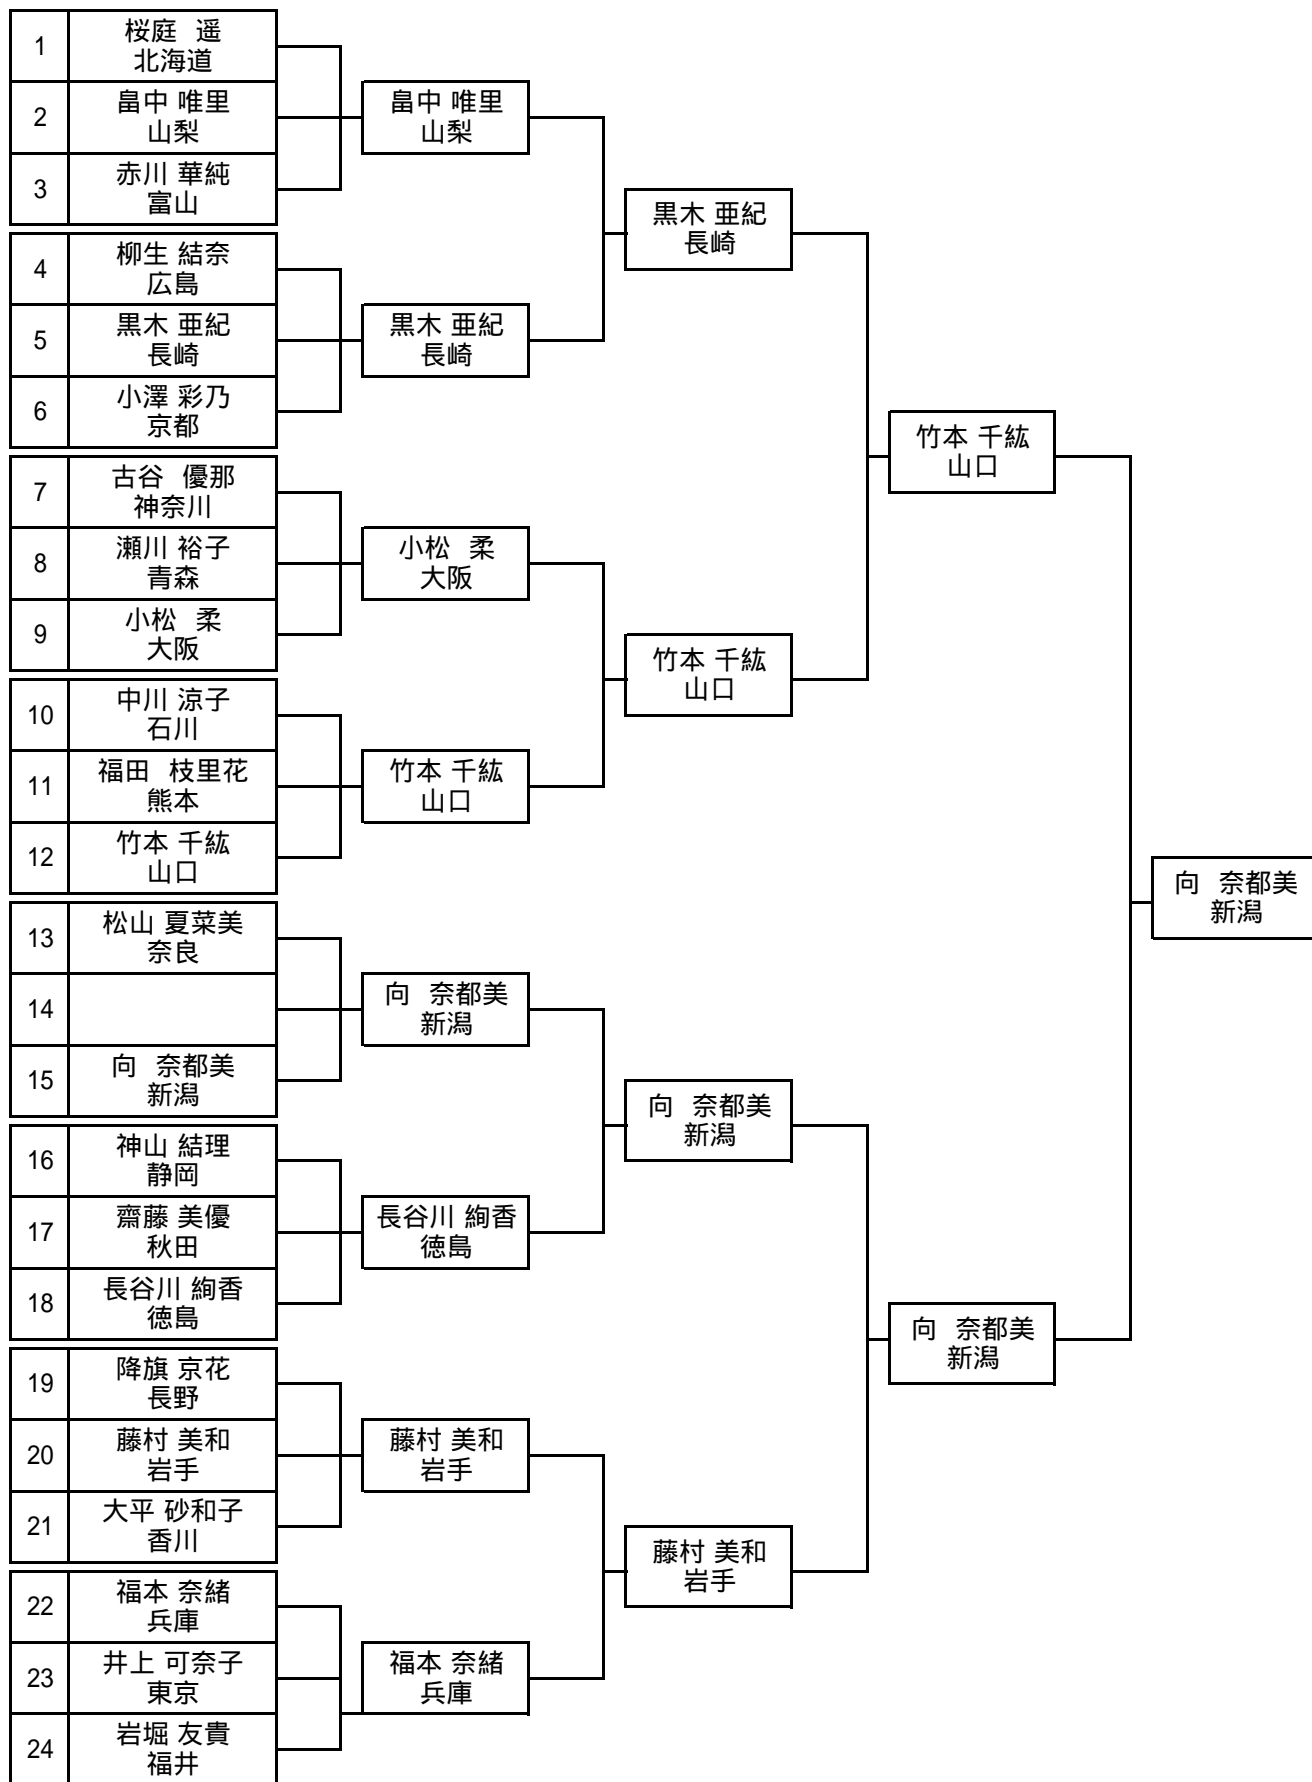 1
桜庭 遥
北海道
2
畠中 唯里
山梨
3
赤川 華純
富山
4
柳生 結奈
広島
5
黒木 亜紀
長崎
6
小澤 彩乃
京都
7
古谷 優那
神奈川
8
瀬川 裕子
青森
9
小松 柔
大阪
10
中川 涼子
石川
11
福田 枝里花
熊本
12
竹本 千紘
山口
13
松山 夏菜美
奈良
14
15
向 奈都美
新潟
16
神山 結理
静岡
17
齋藤 美優
秋田
18
長谷川 絢香
徳島
19
降旗 京花
長野
20
藤村 美和
岩手
21
大平 砂和子
香川
22
福本 奈緒
兵庫
23
井上 可奈子
東京
24
岩堀 友貴
福井
畠中 唯里
山梨
黒木 亜紀
長崎
小松 柔
大阪
竹本 千紘
山口
向 奈都美
新潟
長谷川 絢香
徳島
藤村 美和
岩手
福本 奈緒
兵庫
黒木 亜紀
長崎
竹本 千紘
山口
向 奈都美
新潟
藤村 美和
岩手
竹本 千紘
山口
向 奈都美
新潟
向 奈都美
新潟